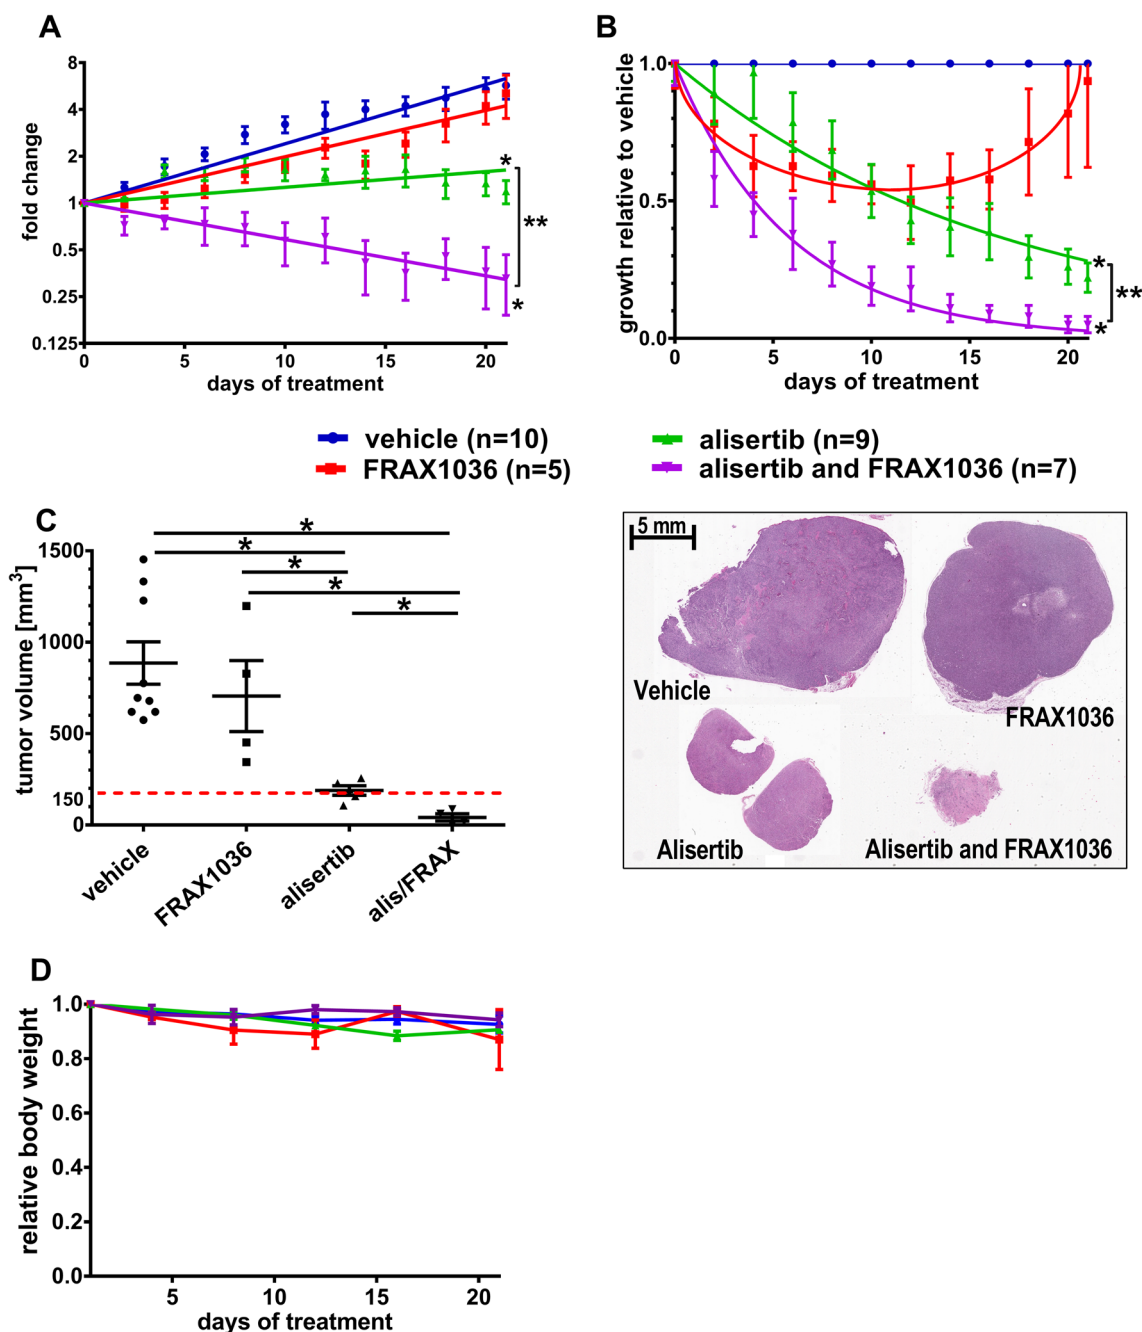 A
fold change
8
4
2
1
0.5
0.25
0.125
0 5 10 15 20
days of treatment
*
**
*
B
growth relative to vehicle
1.0
0.5
0.0
0 5 10 15 20
days of treatment
*
**
*
vehicle (n=10)
FRAX1036 (n=5)
alisertib (n=9)
alisertib and FRAX1036 (n=7)
C
tumor volume [mm³]
1500
1000
500
150
0
*
*
*
*
*
vehicle
FRAX1036
alisertib
alis/FRAX
5 mm
Vehicle
FRAX1036
Alisertib
Alisertib and FRAX1036
D
relative body weight
1.0
0.8
0.6
0.4
0.2
0.0
5 10 15 20
days of treatment